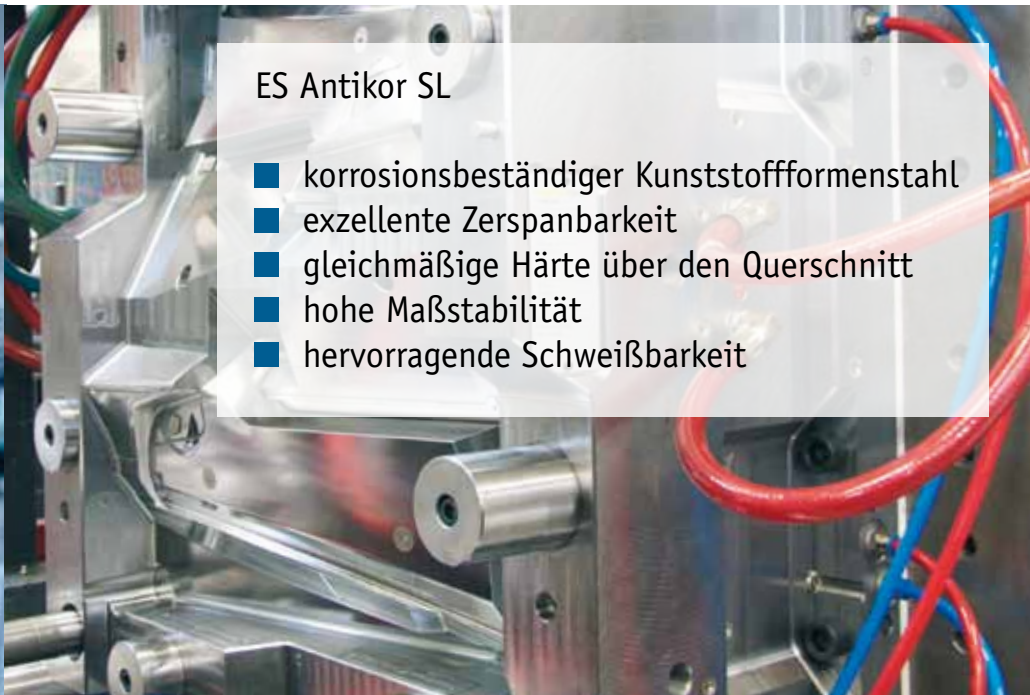 ES Antikor SL
korrosionsbeständiger Kunststoffformenstahl
exzellente Zerspanbarkeit
gleichmäßige Härte über den Querschnitt
hohe Maßstabilität
hervorragende Schweißbarkeit